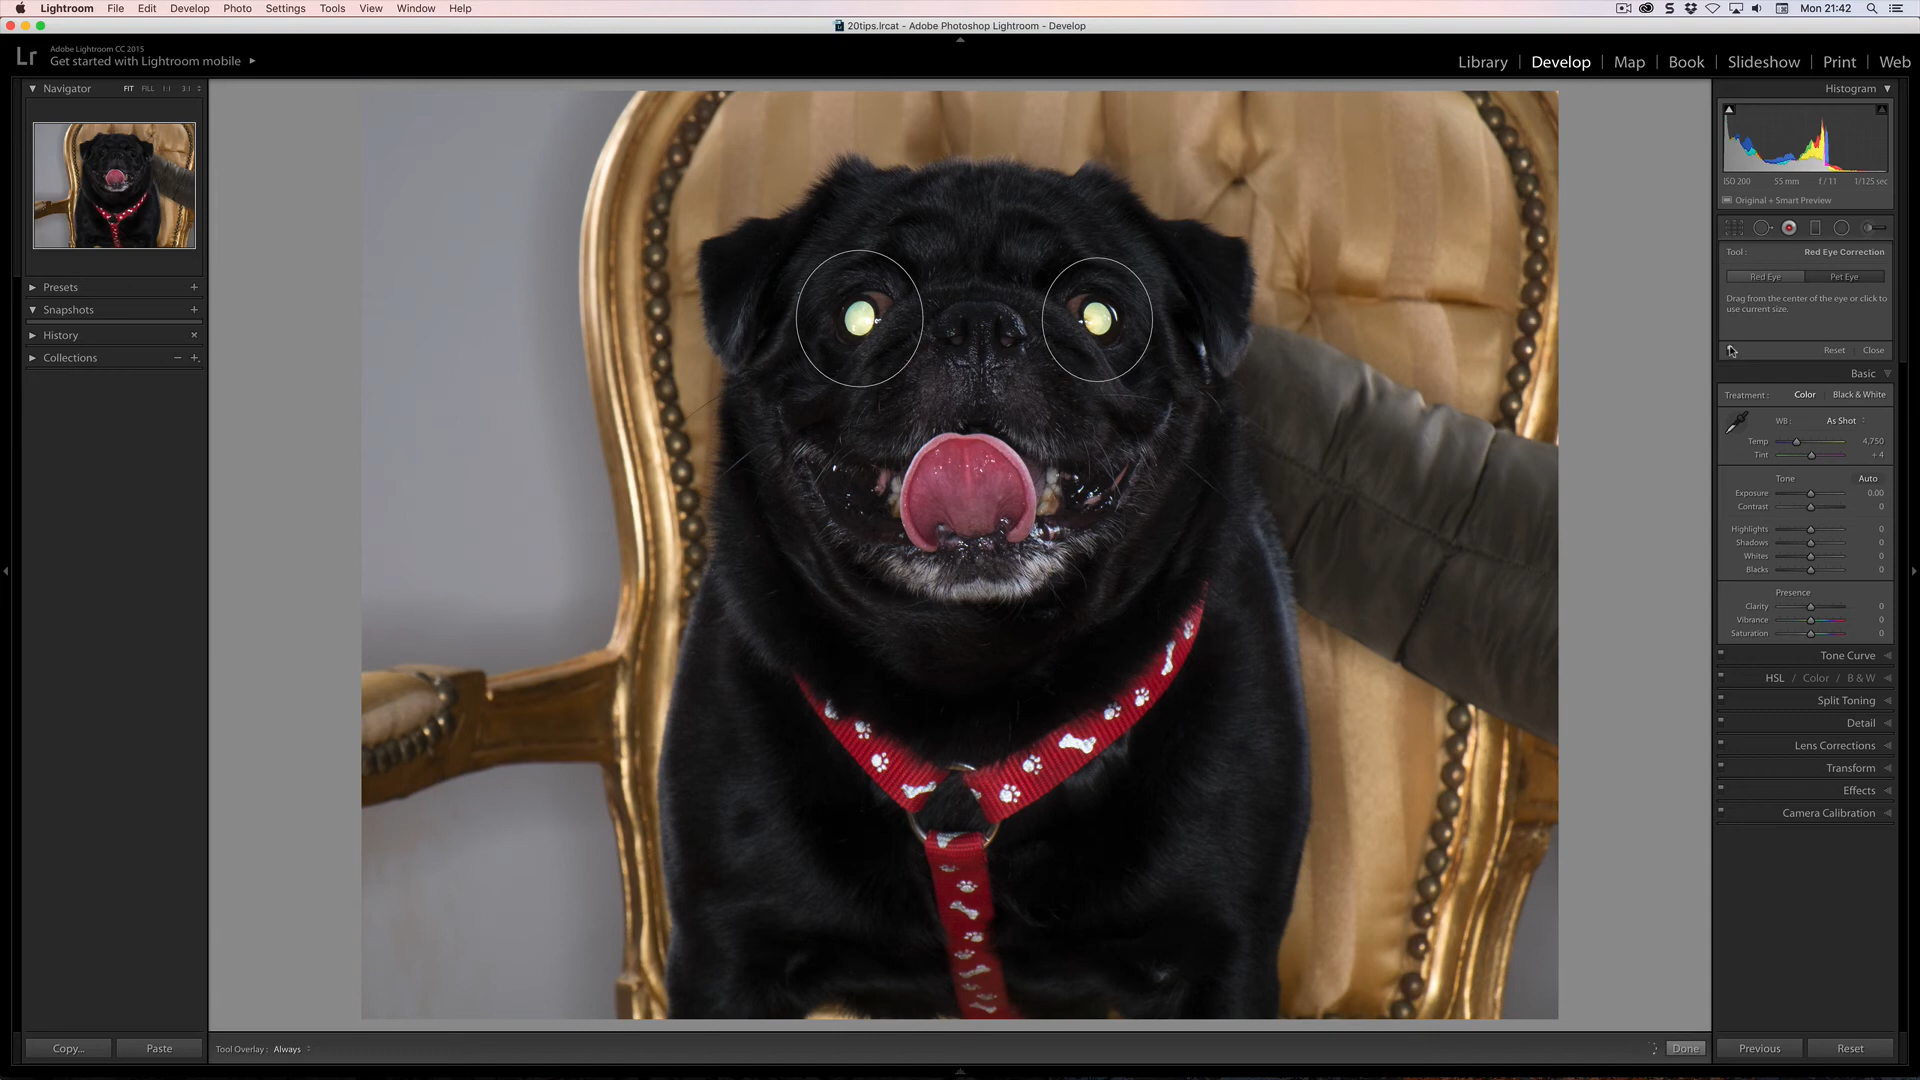 Lightroom File Edit Develop Photo Settings Tools View Window Help Mon 21:42
20tips.lrcat - Adobe Photoshop Lightroom - Develop
Lr
Adobe Lightroom CC 2015
Get started with Lightroom mobile
Library | Develop | Map | Book | Slideshow | Print | Web
Navigator FIT FILL 1:1 3:1
Presets
Snapshots
History
Collections
Histogram
ISO 200 55 mm f / 11 1/125 sec
Original + Smart Preview
Tool : Red Eye Correction
Red Eye Pet Eye
Drag from the center of the eye or click to
use current size.
Reset Close
Basic
Treatment : Color Black & White
WB : As Shot
Temp 4,750
Tint + 4
Tone Auto
Exposure 0.00
Contrast 0
Highlights 0
Shadows 0
Whites 0
Blacks 0
Presence
Clarity 0
Vibrance 0
Saturation 0
Tone Curve
HSL / Color / B & W
Split Toning
Detail
Lens Corrections
Transform
Effects
Camera Calibration
Copy... Paste
Tool Overlay : Always
Done
Previous Reset